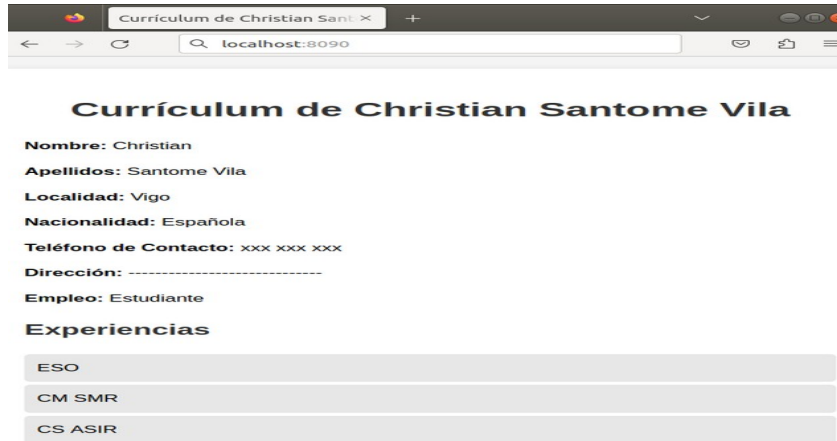 Currículum de Christian Sant
localhost:8090
Currículum de Christian Santome Vila
Nombre: Christian
Apellidos: Santome Vila
Localidad: Vigo
Nacionalidad: Española
Teléfono de Contacto: xxx xxx xxx
Dirección: -----------------------------
Empleo: Estudiante
Experiencias
ESO
CM SMR
CS ASIR